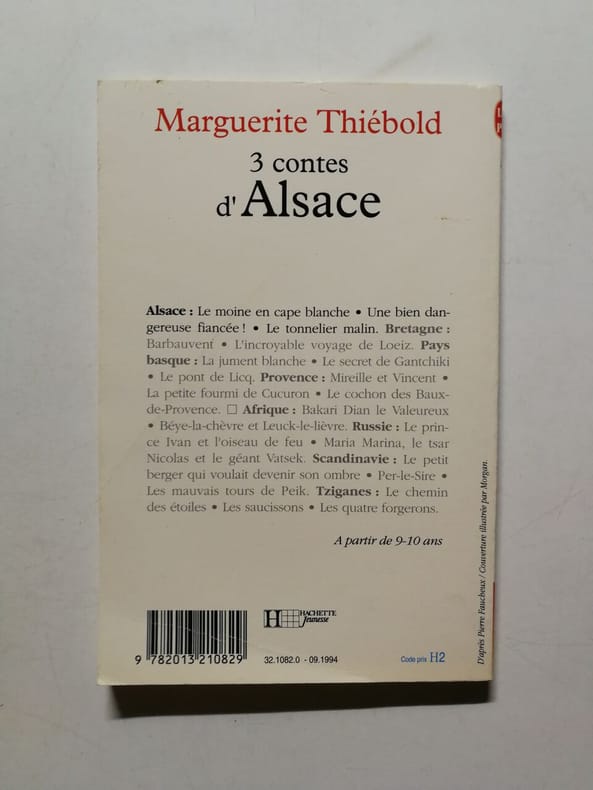 Marguerite Thiébold
3 contes
d'Alsace
Alsace : Le moine en cape blanche • Une bien dan-
gereuse fiancée ! • Le tonnelier malin. Bretagne :
Barbauvent • L'incroyable voyage de Loeiz. Pays
basque : La jument blanche • Le secret de Gantchiki
• Le pont de Licq. Provence : Mireille et Vincent •
La petite fourmi de Cucuron • Le cochon des Baux-
de-Provence. □ Afrique : Bakari Dian le Valeureux
• Béye-la-chèvre et Leuck-le-lièvre. Russie : Le prin-
ce Ivan et l'oiseau de feu • Maria Marina, le tsar
Nicolas et le géant Vatsek. Scandinavie : Le petit
berger qui voulait devenir son ombre • Per-le-Sire •
Les mauvais tours de Peik. Tziganes : Le chemin
des étoiles • Les saucissons • Les quatre forgerons.
A partir de 9-10 ans
D'après Pierre Faucheux / Couverture illustrée par Morgan.
H HACHETTE
Jeunesse
9 782013 210829
32.1082.0 - 09.1994
Code prix H2